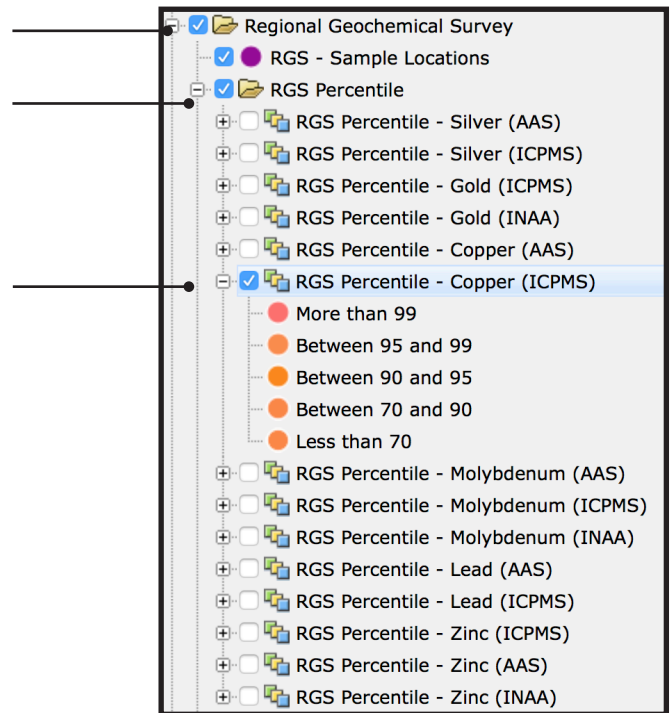 Regional Geochemical Survey
RGS - Sample Locations
RGS Percentile
RGS Percentile - Silver (AAS)
RGS Percentile - Silver (ICPMS)
RGS Percentile - Gold (ICPMS)
RGS Percentile - Gold (INAA)
RGS Percentile - Copper (AAS)
RGS Percentile - Copper (ICPMS)
More than 99
Between 95 and 99
Between 90 and 95
Between 70 and 90
Less than 70
RGS Percentile - Molybdenum (AAS)
RGS Percentile - Molybdenum (ICPMS)
RGS Percentile - Molybdenum (INAA)
RGS Percentile - Lead (AAS)
RGS Percentile - Lead (ICPMS)
RGS Percentile - Zinc (ICPMS)
RGS Percentile - Zinc (AAS)
RGS Percentile - Zinc (INAA)